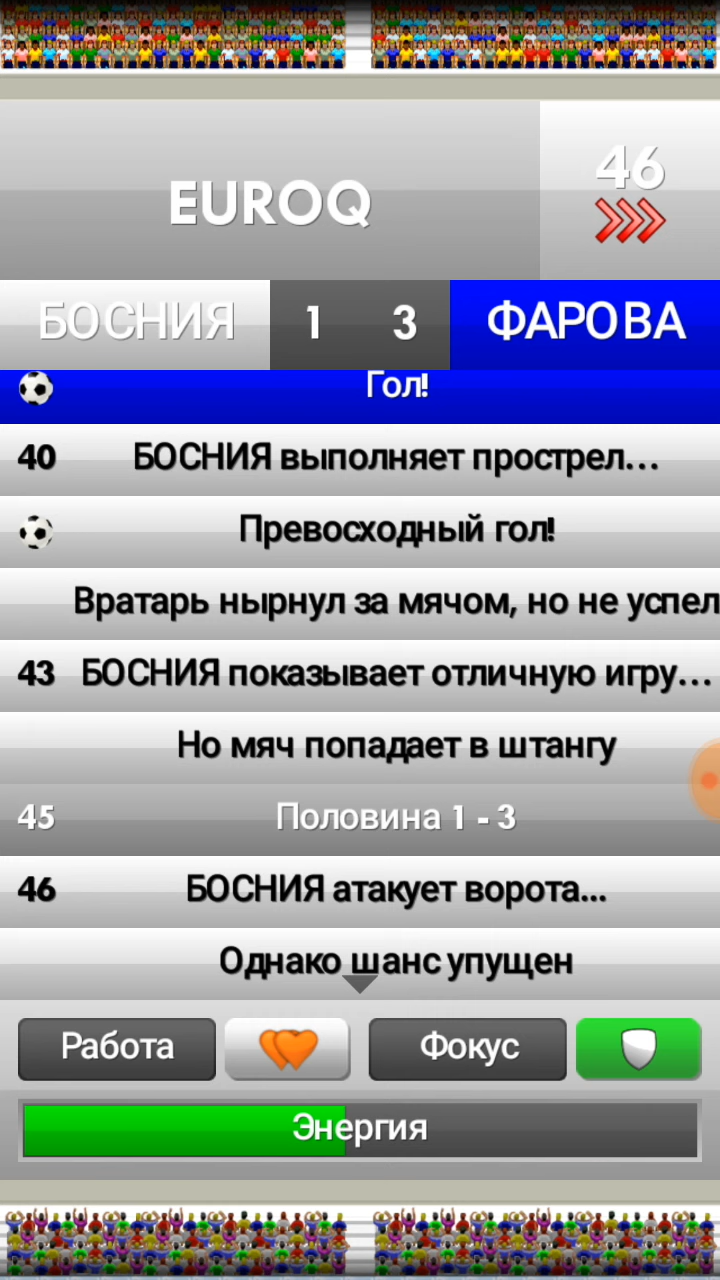 EUROQ
46
БОСНИЯ 1 3 ФАРОВА
Гол!
40 БОСНИЯ выполняет прострел...
Превосходный гол!
Вратарь нырнул за мячом, но не успел
43 БОСНИЯ показывает отличную игру...
Но мяч попадает в штангу
45 Половина 1 - 3
46 БОСНИЯ атакует ворота...
Однако шанс упущен
Работа Фокус
Энергия